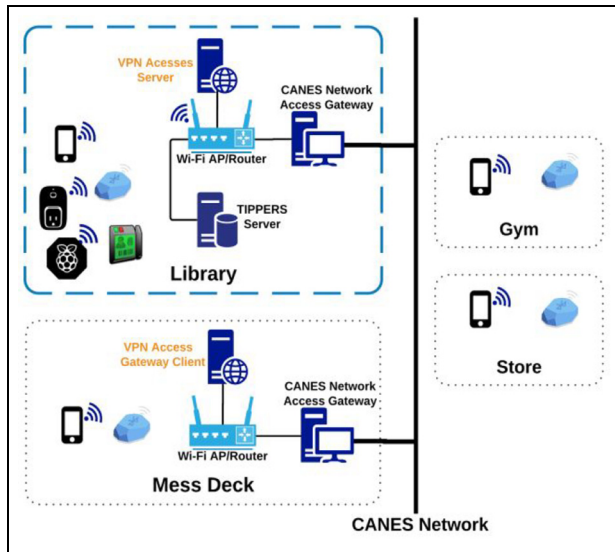 VPN Acesses
Server
CANES Network
Access Gateway
Wi-Fi AP/Router
TIPPERS
Server
Library
Gym
Store
VPN Access
Gateway Client
CANES Network
Access Gateway
Wi-Fi AP/Router
Mess Deck
CANES Network